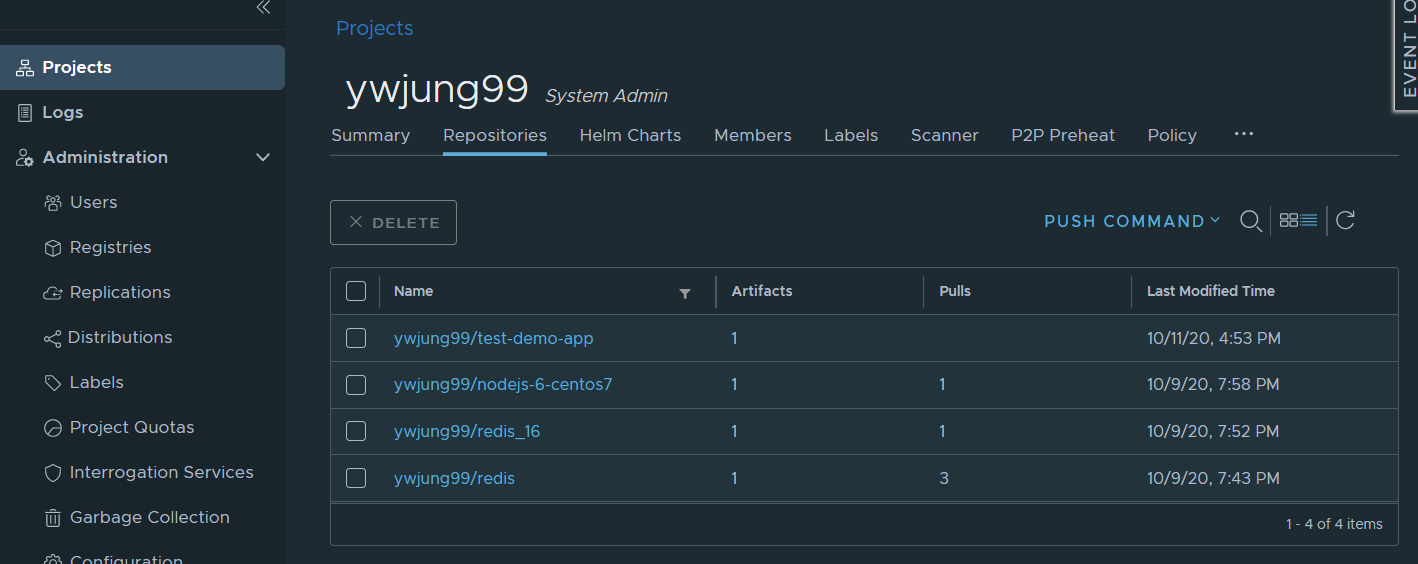 Projects
Logs
Administration
Users
Registries
Replications
Distributions
Labels
Project Quotas
Interrogation Services
Garbage Collection
Configuration
Projects
ywjung99 System Admin
Summary Repositories Helm Charts Members Labels Scanner P2P Preheat Policy ...
DELETE
PUSH COMMAND
Name Artifacts Pulls Last Modified Time
ywjung99/test-demo-app 1 10/11/20, 4:53 PM
ywjung99/nodejs-6-centos7 1 1 10/9/20, 7:58 PM
ywjung99/redis_16 1 1 10/9/20, 7:52 PM
ywjung99/redis 1 3 10/9/20, 7:43 PM
1 - 4 of 4 items
EVENT LO